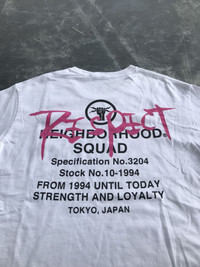 RESPECT
NEIGHBORHOOD®
SQUAD
Specification No.3204
Stock No.10-1994
FROM 1994 UNTIL TODAY
STRENGTH AND LOYALTY
TOKYO, JAPAN